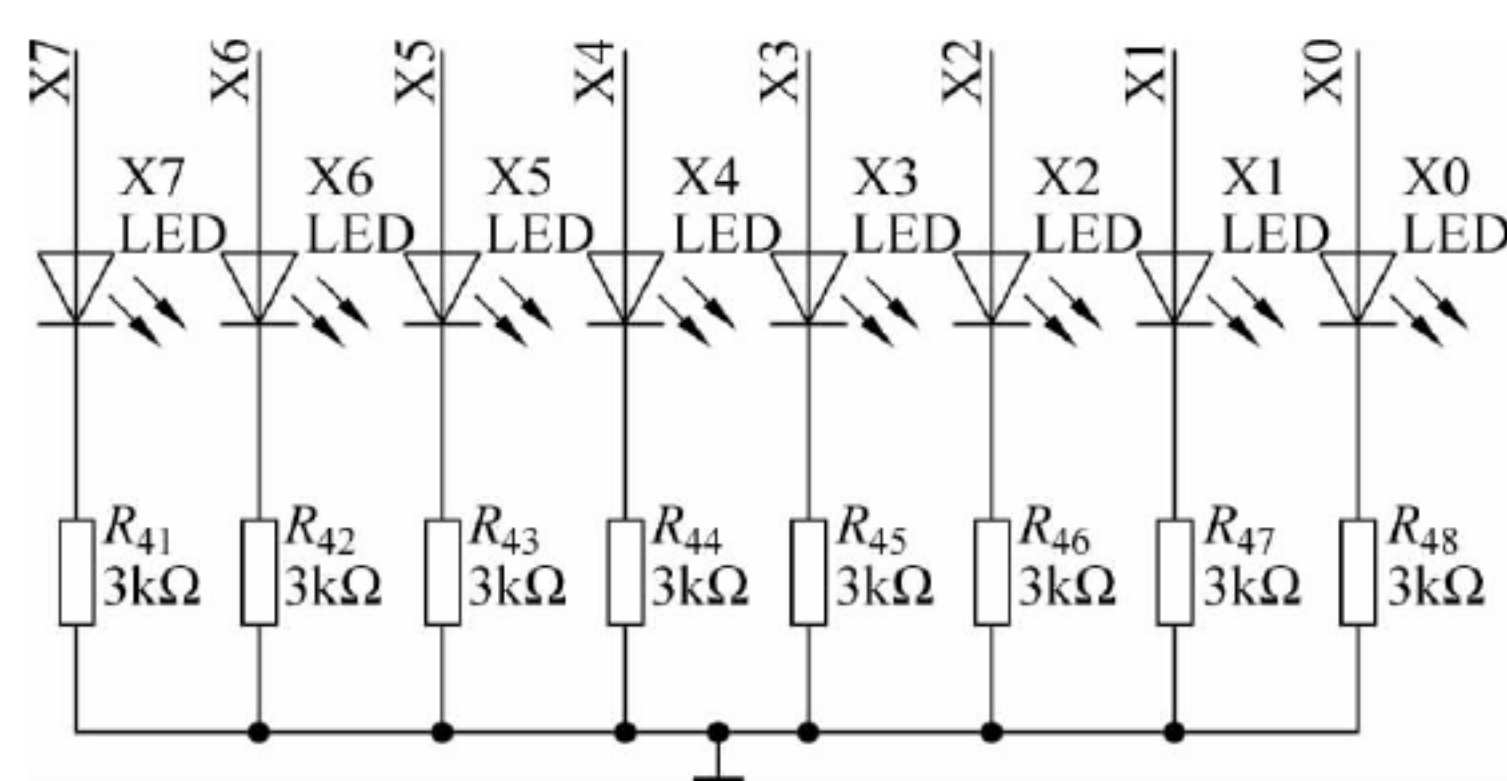 X7 X6 X5 X4 X3 X2 X1 X0
X7 X6 X5 X4 X3 X2 X1 X0
LED LED LED LED LED LED LED LED
R41 R42 R43 R44 R45 R46 R47 R48
3kΩ 3kΩ 3kΩ 3kΩ 3kΩ 3kΩ 3kΩ 3kΩ